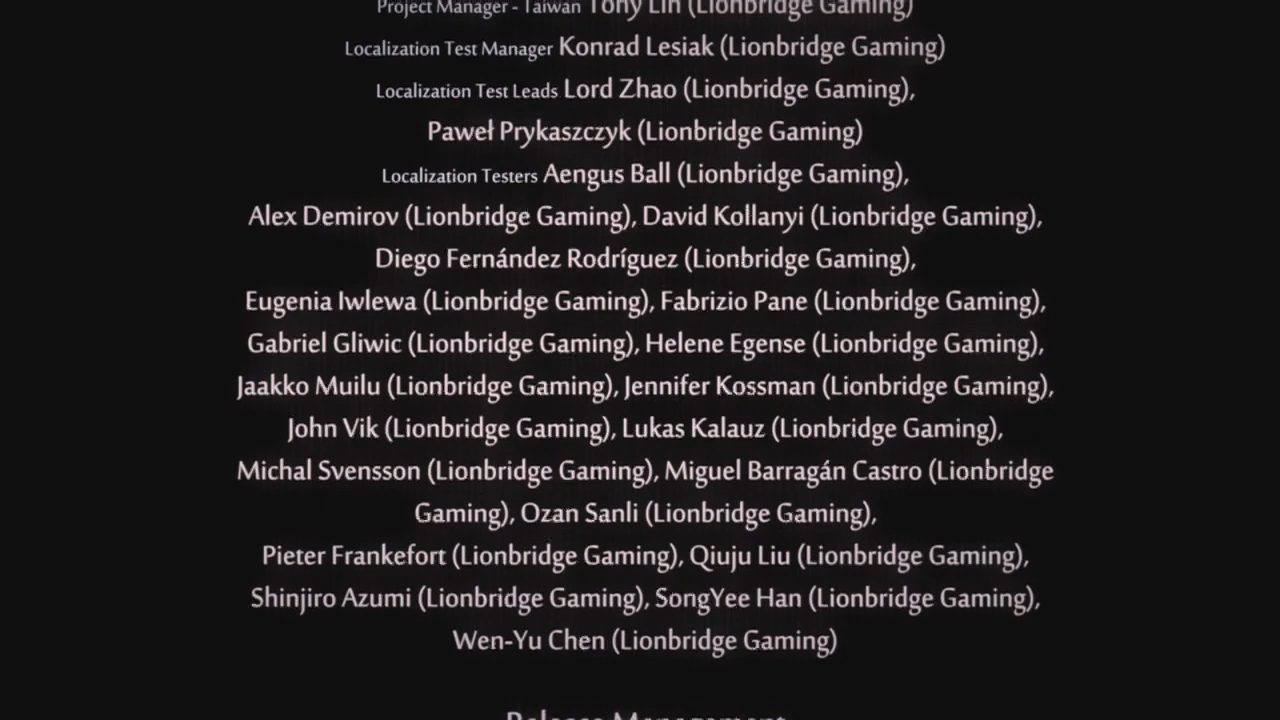 Project Manager - Taiwan Tony Lin (Lionbridge Gaming)
Localization Test Manager Konrad Lesiak (Lionbridge Gaming)
Localization Test Leads Lord Zhao (Lionbridge Gaming),
Paweł Prykaszczyk (Lionbridge Gaming)
Localization Testers Aengus Ball (Lionbridge Gaming),
Alex Demirov (Lionbridge Gaming), David Kollanyi (Lionbridge Gaming),
Diego Fernández Rodríguez (Lionbridge Gaming),
Eugenia Iwlewa (Lionbridge Gaming), Fabrizio Pane (Lionbridge Gaming),
Gabriel Gliwic (Lionbridge Gaming), Helene Egense (Lionbridge Gaming),
Jaakko Muilu (Lionbridge Gaming), Jennifer Kossman (Lionbridge Gaming),
John Vik (Lionbridge Gaming), Lukas Kalauz (Lionbridge Gaming),
Michal Svensson (Lionbridge Gaming), Miguel Barragán Castro (Lionbridge
Gaming), Ozan Sanli (Lionbridge Gaming),
Pieter Frankefort (Lionbridge Gaming), Qiuju Liu (Lionbridge Gaming),
Shinjiro Azumi (Lionbridge Gaming), SongYee Han (Lionbridge Gaming),
Wen-Yu Chen (Lionbridge Gaming)
Release Management